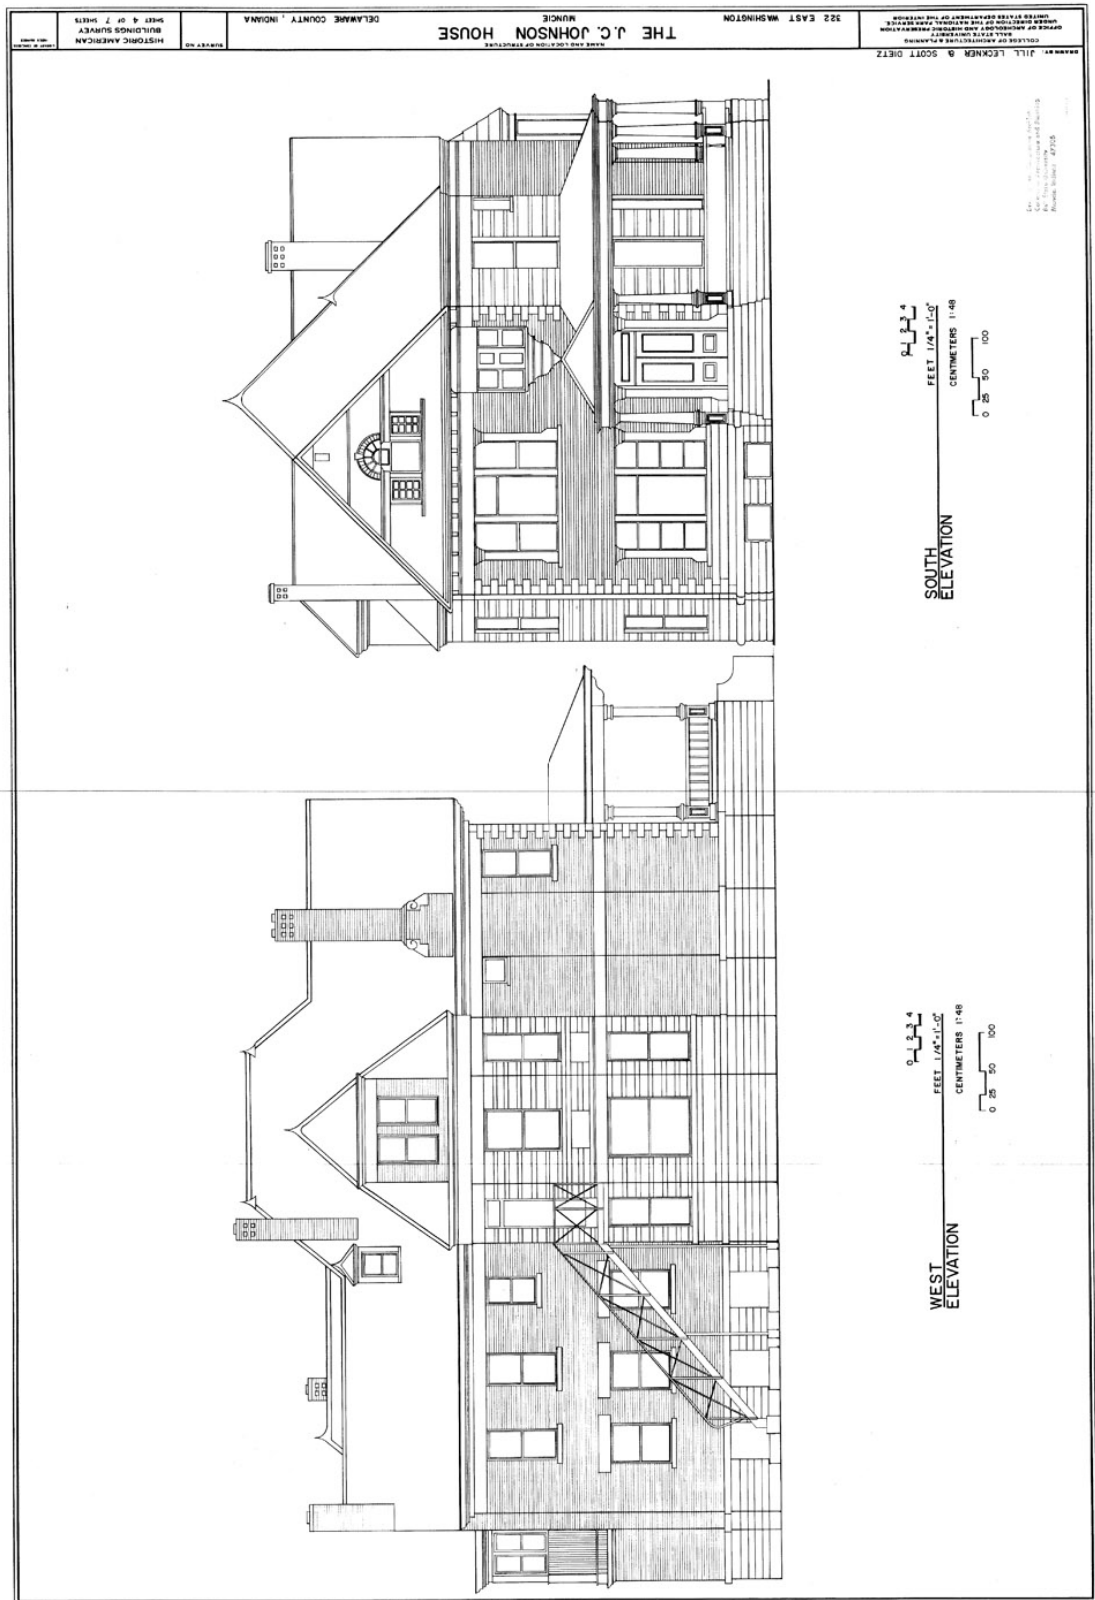 DRAWN BY: JILL LECKNER & SCOTT DIETZ
COLLEGE OF ARCHITECTURE & PLANNING
BALL STATE UNIVERSITY
OFFICE OF ARCHEOLOGY AND HISTORIC PRESERVATION
UNDER DIRECTION OF THE NATIONAL PARK SERVICE,
UNITED STATES DEPARTMENT OF THE INTERIOR
NAME AND LOCATION OF STRUCTURE
THE J.C. JOHNSON HOUSE
322 EAST WASHINGTON
MUNCIE
DELAWARE COUNTY, INDIANA
SURVEY NO.
HISTORIC AMERICAN
BUILDINGS SURVEY
SHEET 4 OF 7 SHEETS
SOUTH
ELEVATION
0 1 2 3 4
FEET 1/4"=1'-0"
CENTIMETERS 1:48
0 25 50 100
WEST
ELEVATION
0 1 2 3 4
FEET 1/4"=1'-0"
CENTIMETERS 1:48
0 25 50 100